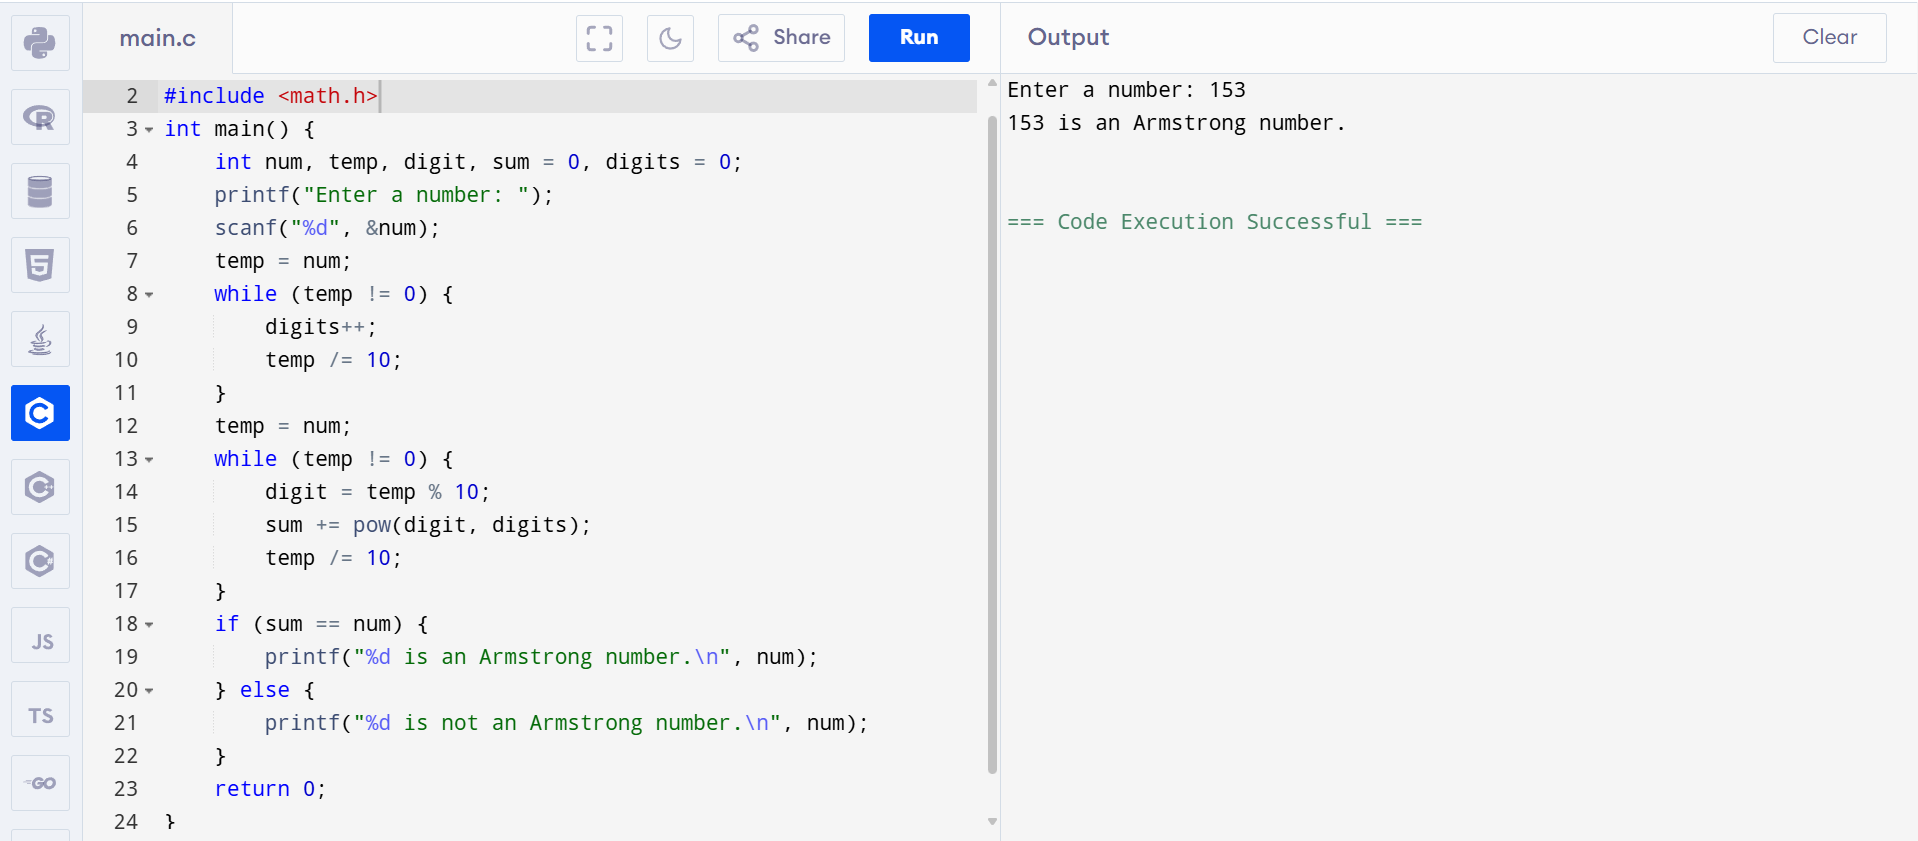 main.c
Share
Run
Output
Clear
2 #include <math.h>
3 int main() {
4     int num, temp, digit, sum = 0, digits = 0;
5     printf("Enter a number: ");
6     scanf("%d", &num);
7     temp = num;
8     while (temp != 0) {
9         digits++;
10         temp /= 10;
11     }
12     temp = num;
13     while (temp != 0) {
14         digit = temp % 10;
15         sum += pow(digit, digits);
16         temp /= 10;
17     }
18     if (sum == num) {
19         printf("%d is an Armstrong number.\n", num);
20     } else {
21         printf("%d is not an Armstrong number.\n", num);
22     }
23     return 0;
24 }
Enter a number: 153
153 is an Armstrong number.
=== Code Execution Successful ===
R
5
C
C++
C#
JS
TS
GO